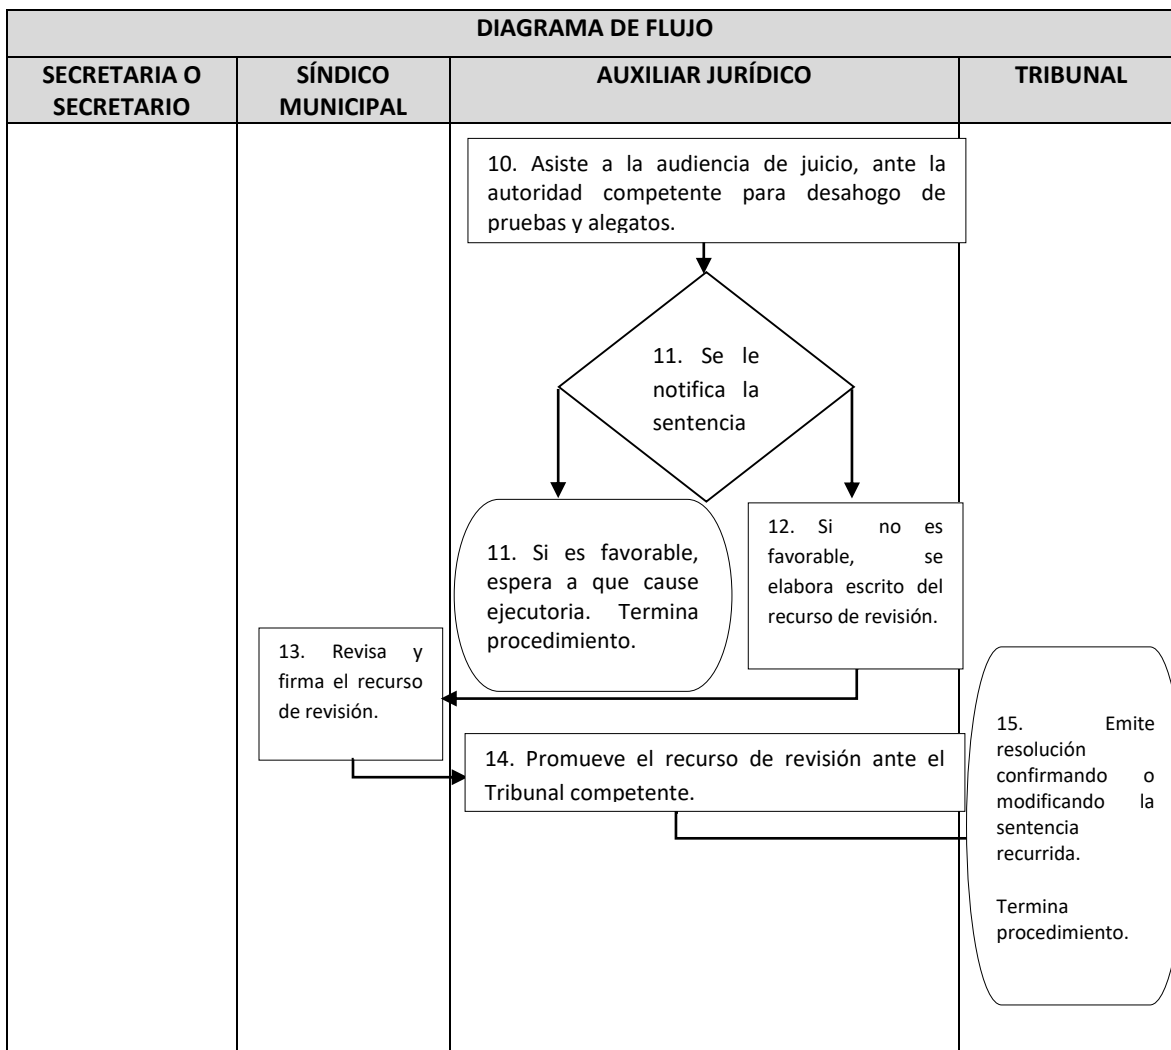 DIAGRAMA DE FLUJO
SECRETARIA O
SECRETARIO
SÍNDICO
MUNICIPAL
AUXILIAR JURÍDICO
TRIBUNAL
10. Asiste a la audiencia de juicio, ante la
autoridad competente para desahogo de
pruebas y alegatos.
11. Se le
notifica la
sentencia
11. Si es favorable,
espera a que cause
ejecutoria. Termina
procedimiento.
12. Si no es
favorable, se
elabora escrito del
recurso de revisión.
13. Revisa y
firma el recurso
de revisión.
14. Promueve el recurso de revisión ante el
Tribunal competente.
15. Emite
resolución
confirmando o
modificando la
sentencia
recurrida.
Termina
procedimiento.